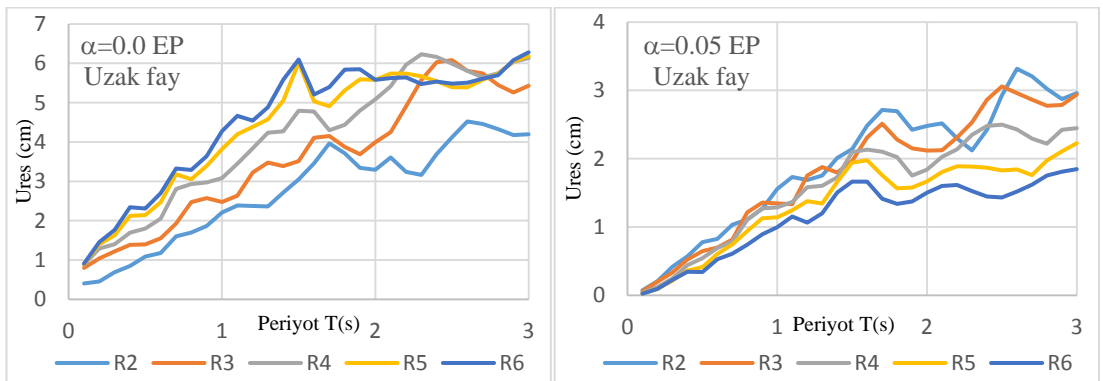 α=0.0 EP
Uzak fay
Ures (cm)
7
6
5
4
3
2
1
0
0 1 2 3
Periyot T(s)
R2 R3 R4 R5 R6
α=0.05 EP
Uzak fay
Ures (cm)
4
3
2
1
0
0 1 2 3
Periyot T(s)
R2 R3 R4 R5 R6